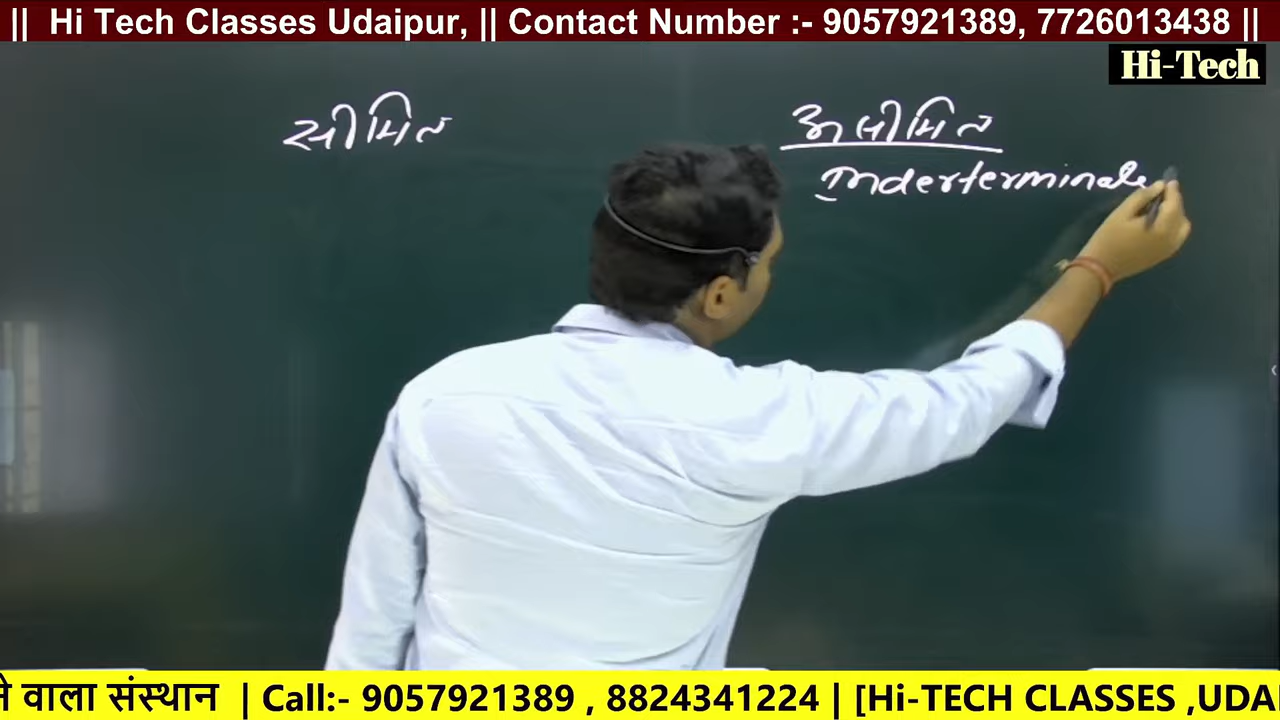 || Hi Tech Classes Udaipur, || Contact Number :- 9057921389, 7726013438 ||
Hi-Tech
सीमित
असीमित
Inderterminate
ने वाला संस्थान | Call:- 9057921389 , 8824341224 | [Hi-TECH CLASSES ,UDA